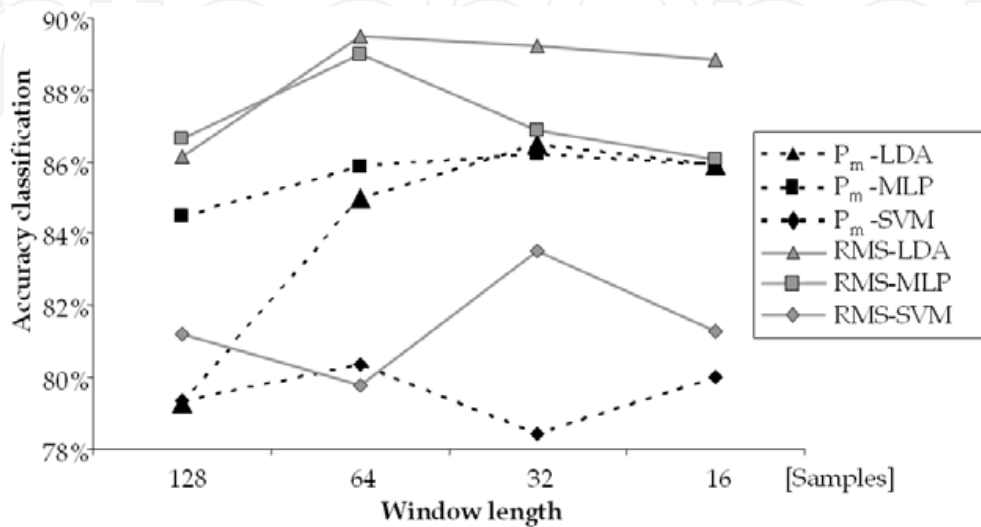 90%
88%
86%
84%
82%
80%
78%
Accuracy classification
128 64 32 16 [Samples]
Window length
Pm -LDA
Pm -MLP
Pm -SVM
RMS-LDA
RMS-MLP
RMS-SVM